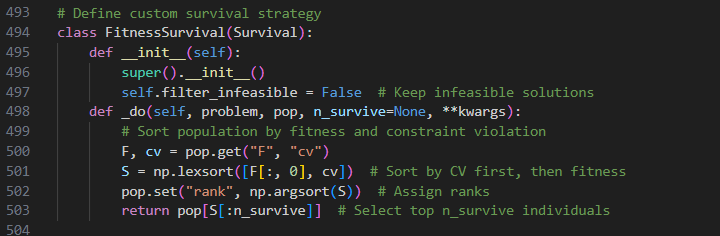 493 # Define custom survival strategy
494 class FitnessSurvival(Survival):
495     def __init__(self):
496         super().__init__()
497         self.filter_infeasible = False  # Keep infeasible solutions
498     def _do(self, problem, pop, n_survive=None, **kwargs):
499         # Sort population by fitness and constraint violation
500         F, cv = pop.get("F", "cv")
501         S = np.lexsort([F[:, 0], cv])  # Sort by CV first, then fitness
502         pop.set("rank", np.argsort(S))  # Assign ranks
503         return pop[S[:n_survive]]  # Select top n_survive individuals
504